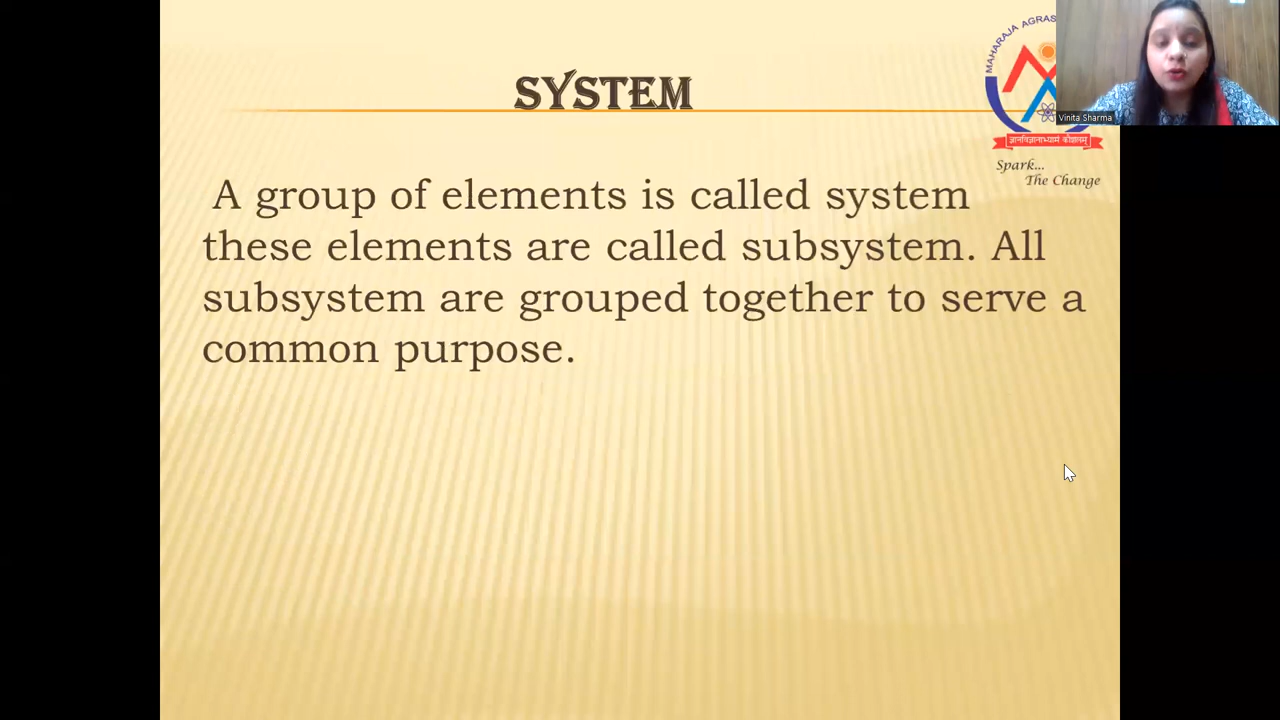 SYSTEM
MAHARAJA AGRAS
Vinita Sharma
ज्ञानविज्ञानाभ्यामं कौशलम्
Spark...
The Change
A group of elements is called system
these elements are called subsystem. All
subsystem are grouped together to serve a
common purpose.